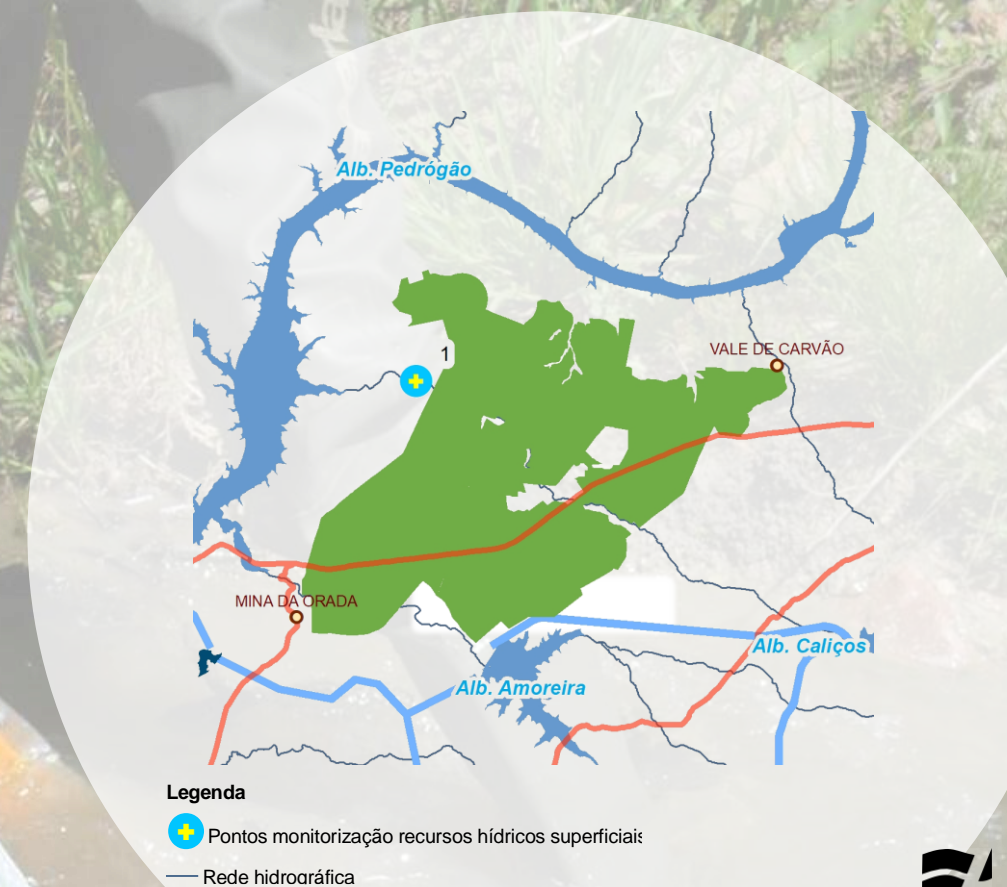 Alb. Pedrógão
1
VALE DE CARVÃO
MINA DA ORADA
Alb. Caliços
Alb. Amoreira
Legenda
Pontos monitorização recursos hídricos superficiais
Rede hidrográfica